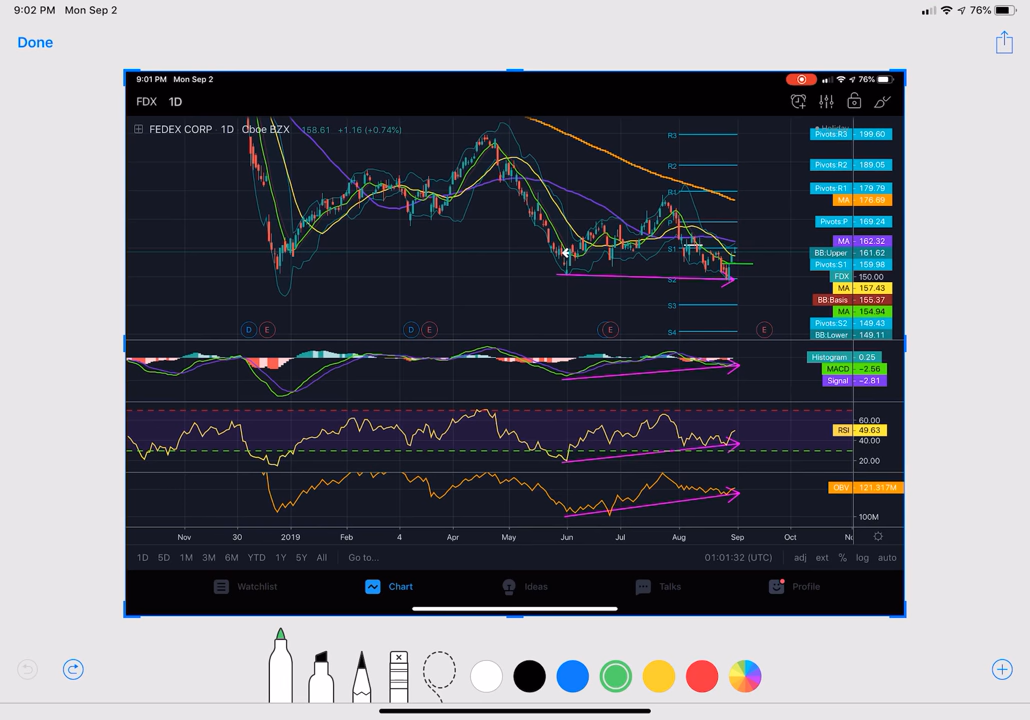 9:02 PM Mon Sep 2 76%
Done
9:01 PM Mon Sep 2 76%
FDX 1D
FEDEX CORP 1D Cboe BZX 158.61 +1.16 (+0.74%)
Holiday
R3 Pivots:R3 199.60
R2 Pivots:R2 189.05
R1 Pivots:R1 179.79
MA 176.69
P Pivots:P 169.24
MA 162.32
S1 BB:Upper 161.62
Pivots:S1 159.98
FDX 150.00
S2 MA 157.43
BB:Basis 155.37
S3 MA 154.94
Pivots:S2 149.43
S4 BB:Lower 149.11
D E D E E E
Histogram 0.25
MACD −2.56
Signal −2.81
60.00
RSI 49.63
40.00
20.00
OBV 121.317M
100M
Nov 30 2019 Feb 4 Apr May Jun Jul Aug Sep Oct
1D 5D 1M 3M 6M YTD 1Y 5Y All Go to... 01:01:32 (UTC) adj ext % log auto
Watchlist Chart Ideas Talks Profile